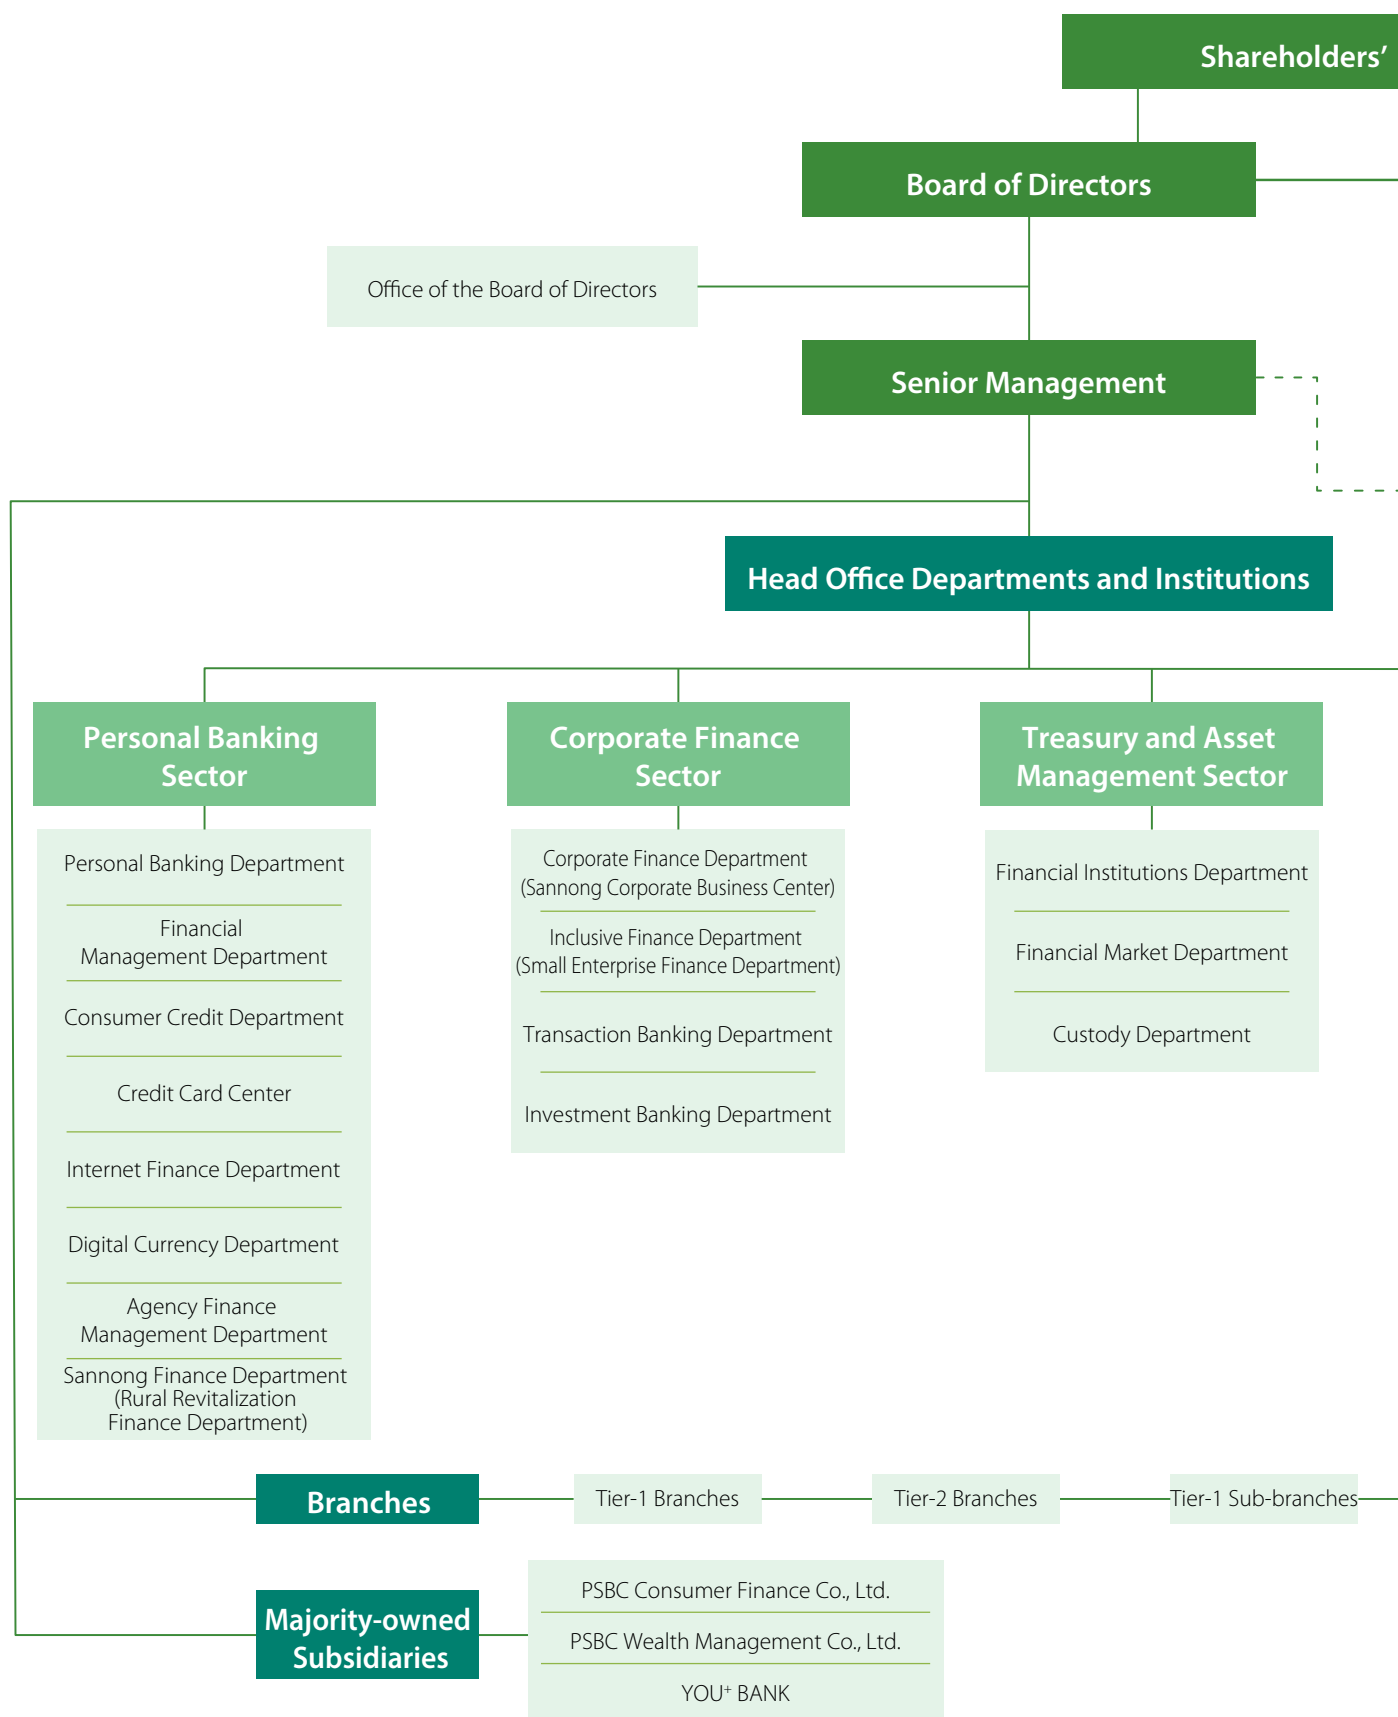 Shareholders’
Board of Directors
Office of the Board of Directors
Senior Management
Head Office Departments and Institutions
Personal Banking
Sector
Personal Banking Department
Financial
Management Department
Consumer Credit Department
Credit Card Center
Internet Finance Department
Digital Currency Department
Agency Finance
Management Department
Sannong Finance Department
(Rural Revitalization
Finance Department)
Corporate Finance
Sector
Corporate Finance Department
(Sannong Corporate Business Center)
Inclusive Finance Department
(Small Enterprise Finance Department)
Transaction Banking Department
Investment Banking Department
Treasury and Asset
Management Sector
Financial Institutions Department
Financial Market Department
Custody Department
Branches
Tier-1 Branches
Tier-2 Branches
Tier-1 Sub-branches
Majority-owned
Subsidiaries
PSBC Consumer Finance Co., Ltd.
PSBC Wealth Management Co., Ltd.
YOU⁺ BANK